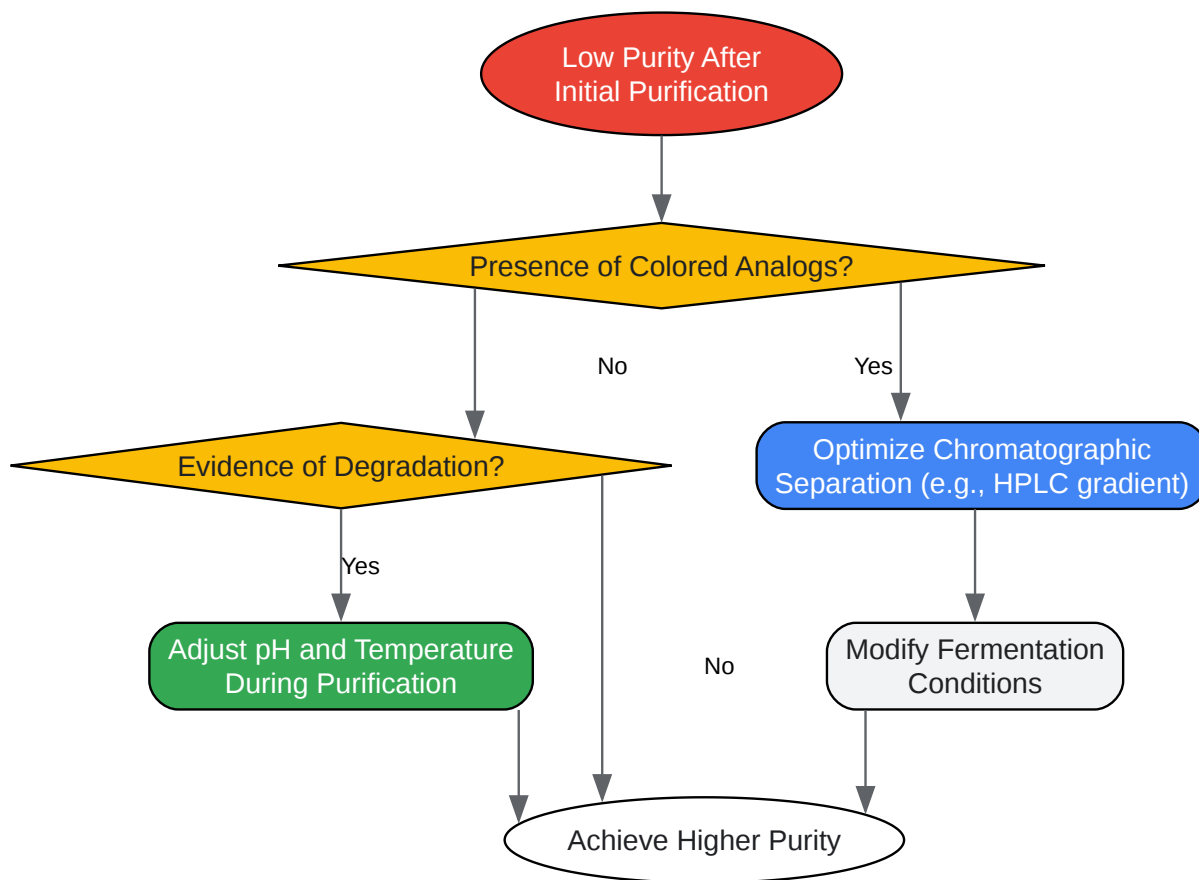 Low Purity After
Initial Purification
Presence of Colored Analogs?
No
Yes
Evidence of Degradation?
Optimize Chromatographic
Separation (e.g., HPLC gradient)
Yes
Adjust pH and Temperature
During Purification
No
Modify Fermentation
Conditions
Achieve Higher Purity